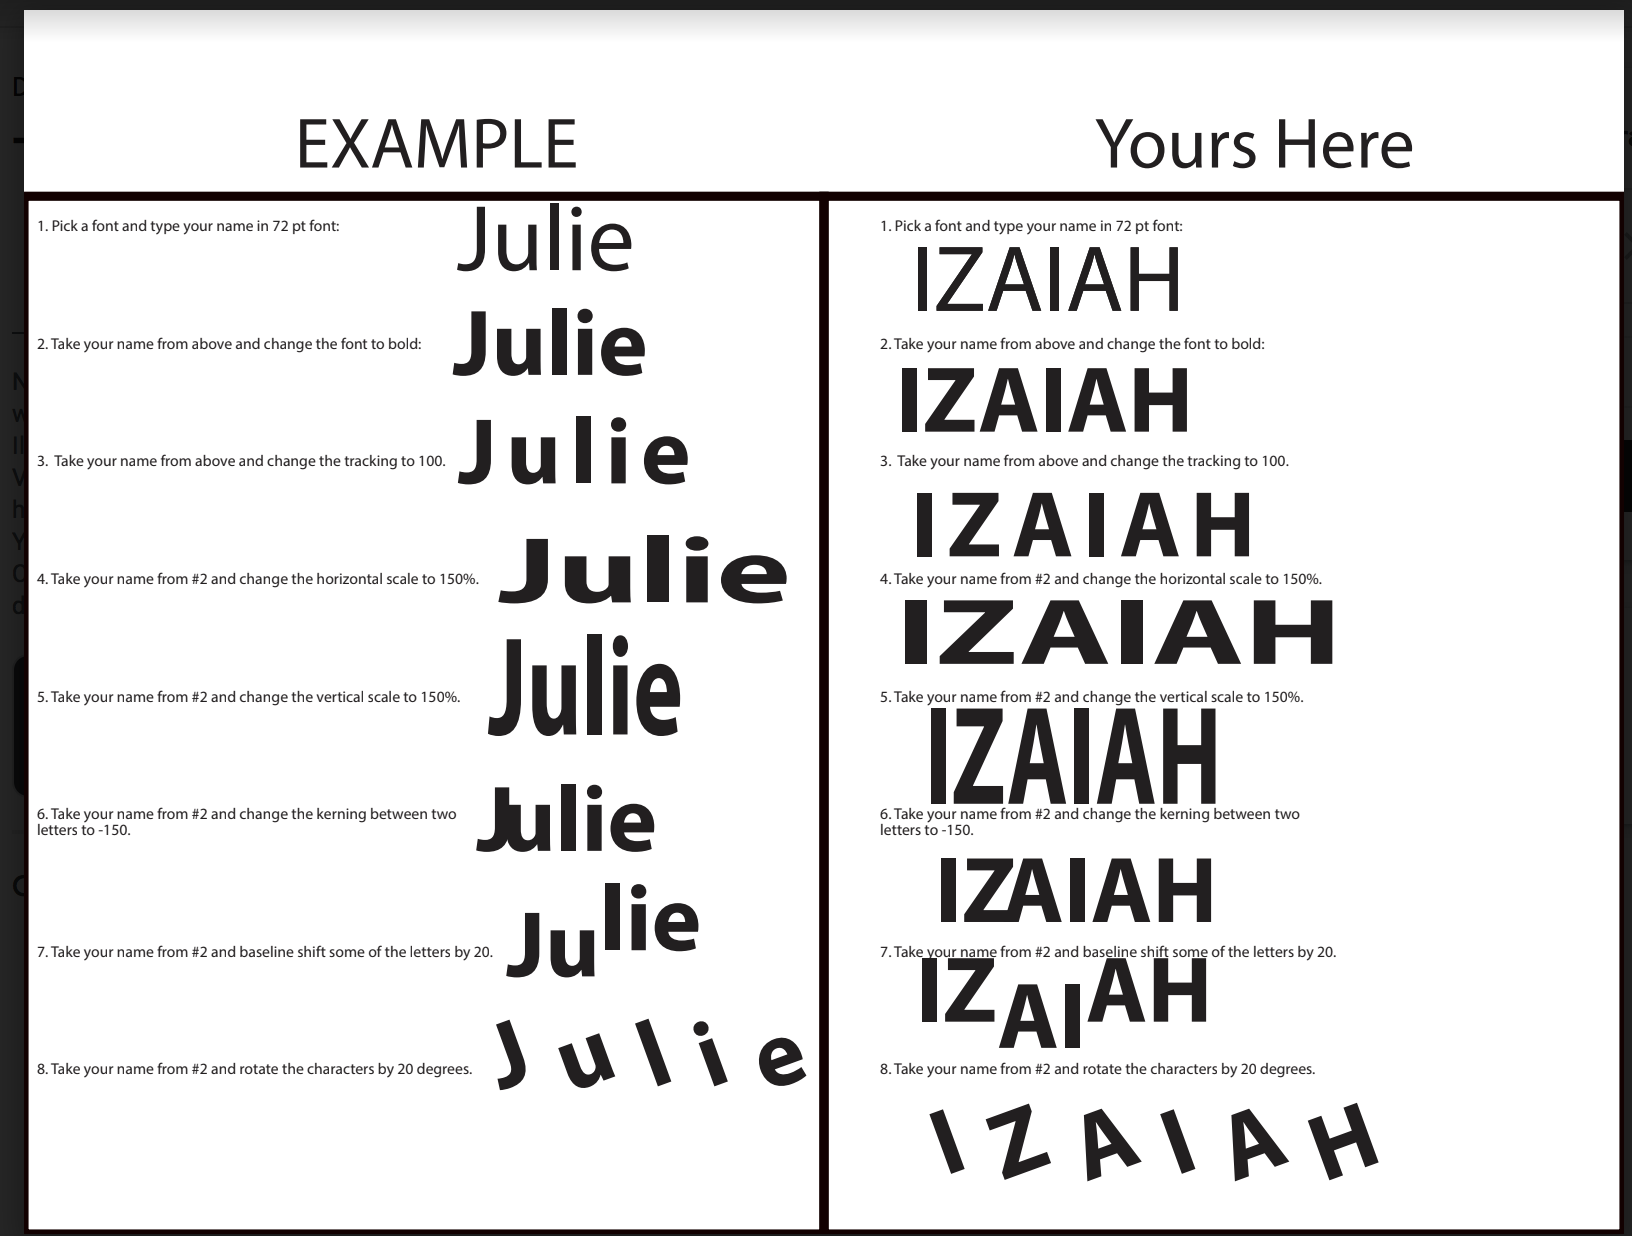 EXAMPLE
Yours Here
1. Pick a font and type your name in 72 pt font:
Julie
2. Take your name from above and change the font to bold:
Julie
3. Take your name from above and change the tracking to 100.
Julie
4. Take your name from #2 and change the horizontal scale to 150%.
Julie
5. Take your name from #2 and change the vertical scale to 150%.
Julie
6. Take your name from #2 and change the kerning between two
letters to -150.
Julie
7. Take your name from #2 and baseline shift some of the letters by 20.
Julie
8. Take your name from #2 and rotate the characters by 20 degrees.
Julie
1. Pick a font and type your name in 72 pt font:
IZAIAH
2. Take your name from above and change the font to bold:
IZAIAH
3. Take your name from above and change the tracking to 100.
IZAIAH
4. Take your name from #2 and change the horizontal scale to 150%.
IZAIAH
5. Take your name from #2 and change the vertical scale to 150%.
IZAIAH
6. Take your name from #2 and change the kerning between two
letters to -150.
IZAIAH
7. Take your name from #2 and baseline shift some of the letters by 20.
IZAIAH
8. Take your name from #2 and rotate the characters by 20 degrees.
IZAIAH